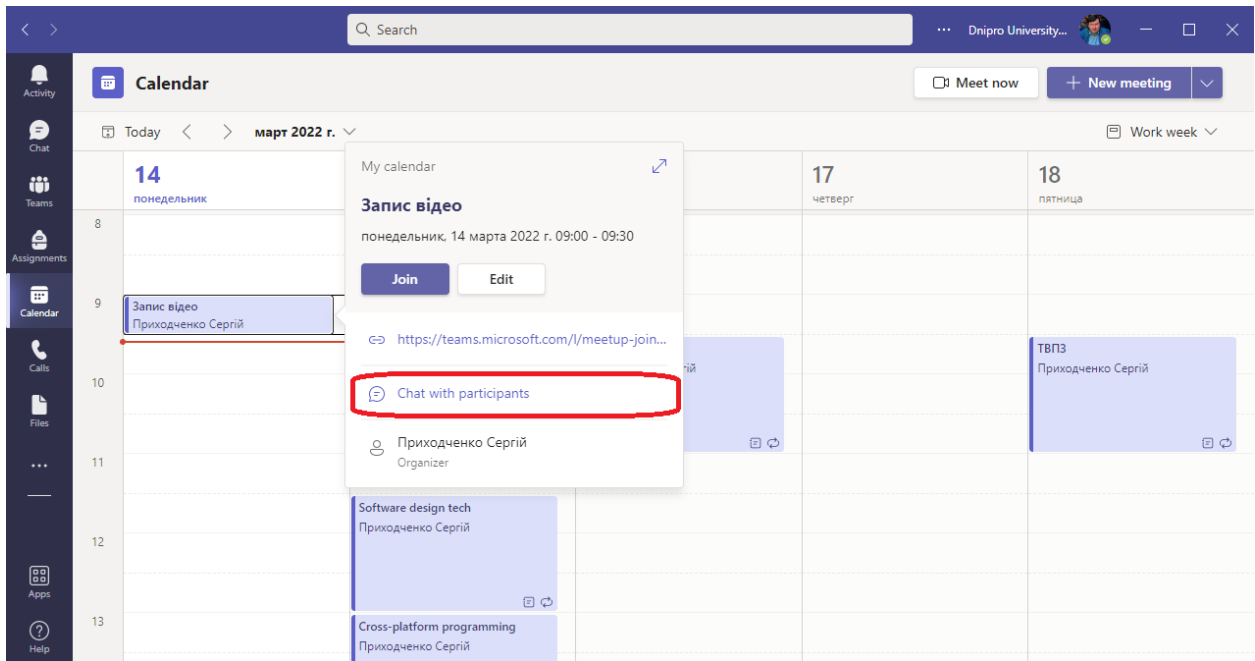 Search
Dnipro University...
Activity
Chat
Teams
Assignments
Calendar
Calls
Files
Apps
Help
Calendar
Meet now
New meeting
Today
март 2022 г.
Work week
14
понедельник
17
четверг
18
пятница
8
9
10
11
12
13
Запис відео
Приходченко Сергій
My calendar
Запис відео
понедельник, 14 марта 2022 г. 09:00 - 09:30
Join
Edit
https://teams.microsoft.com/l/meetup-join...
Chat with participants
Приходченко Сергій
Organizer
Software design tech
Приходченко Сергій
Cross-platform programming
Приходченко Сергій
ТВПЗ
Приходченко Сергій